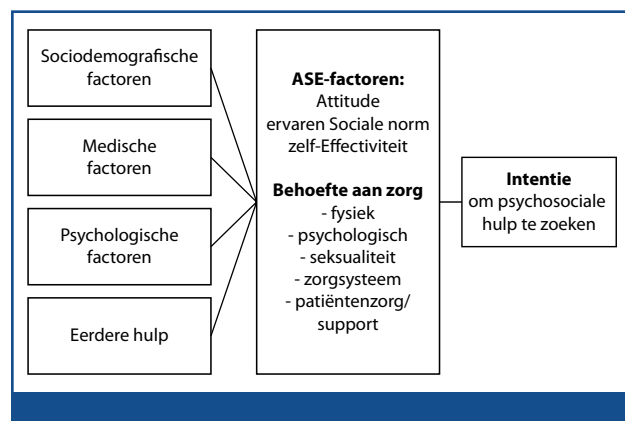 Sociodemografische
factoren
Medische
factoren
Psychologische
factoren
Eerdere hulp
ASE-factoren:
Attitude
ervaren Sociale norm
zelf-Effectiviteit
Behoefte aan zorg
- fysiek
- psychologisch
- seksualiteit
- zorgsysteem
- patiëntenzorg/
support
Intentie
om psychosociale
hulp te zoeken